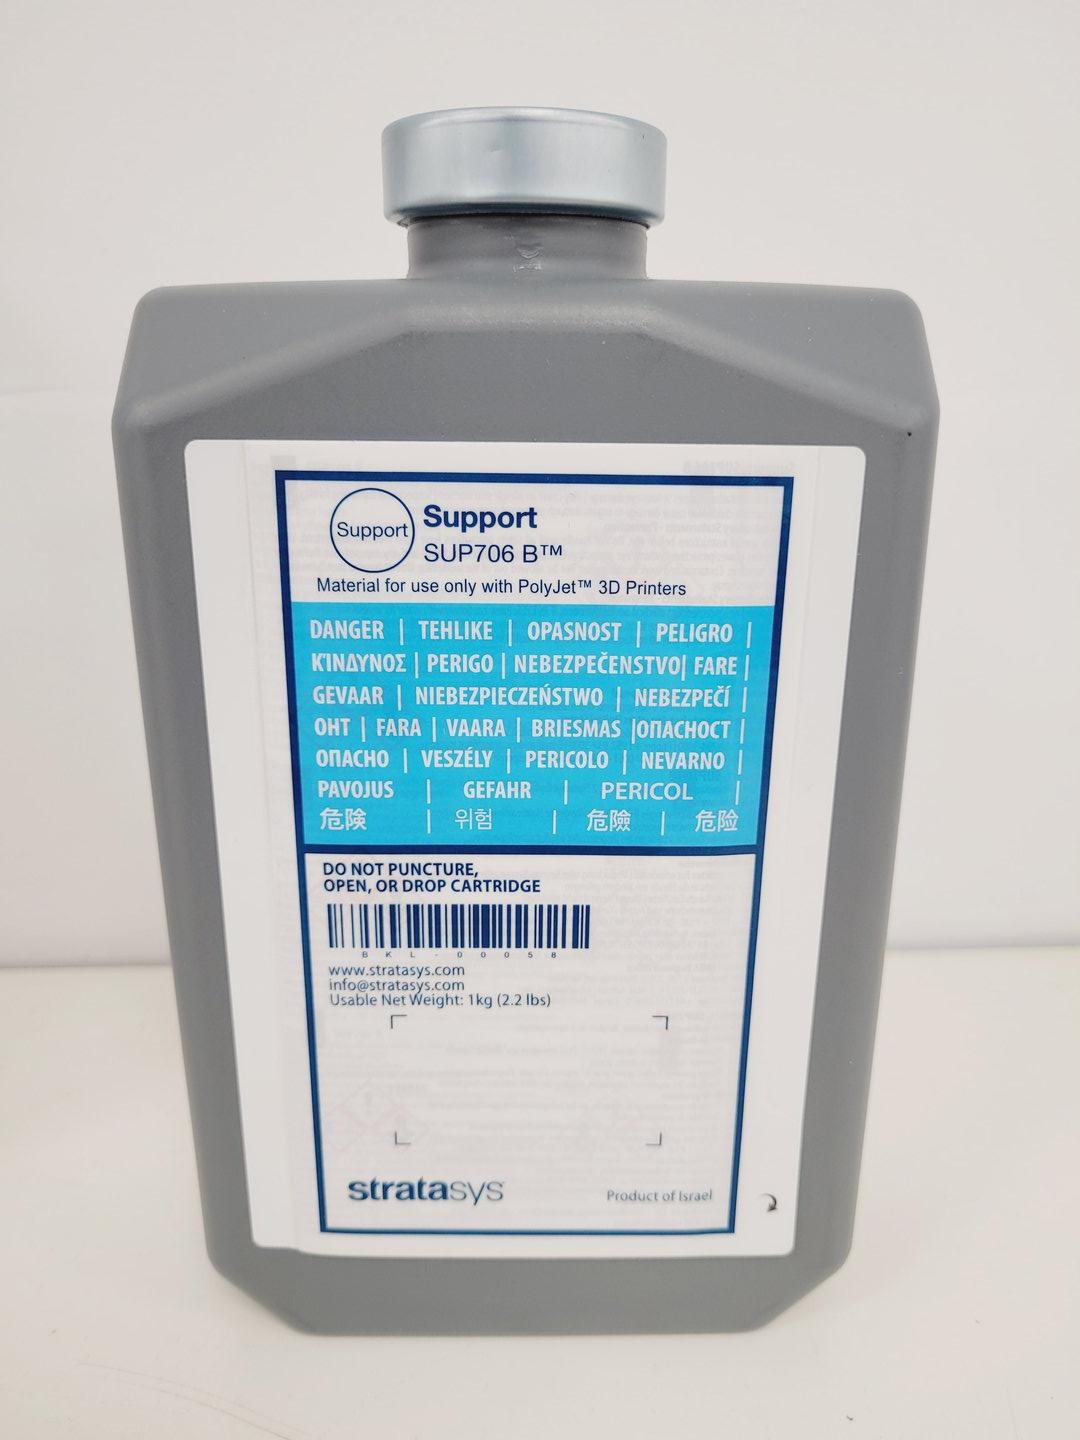 Support
Support
SUP706 B™
Material for use only with PolyJet™ 3D Printers
DANGER | TEHLIKE | OPASNOST | PELIGRO |
ΚΊΝΔΥΝΟΣ | PERIGO | NEBEZPEČENSTVO| FARE |
GEVAAR | NIEBEZPIECZEŃSTWO | NEBEZPEČÍ |
OHT | FARA | VAARA | BRIESMAS |ОПАСНОСТ |
ОПАСНО | VESZÉLY | PERICOLO | NEVARNO |
PAVOJUS | GEFAHR | PERICOL |
危険 | 위험 | 危險 | 危险
DO NOT PUNCTURE,
OPEN, OR DROP CARTRIDGE
BKL-00058
www.stratasys.com
info@stratasys.com
Usable Net Weight: 1kg (2.2 lbs)
stratasys
Product of Israel